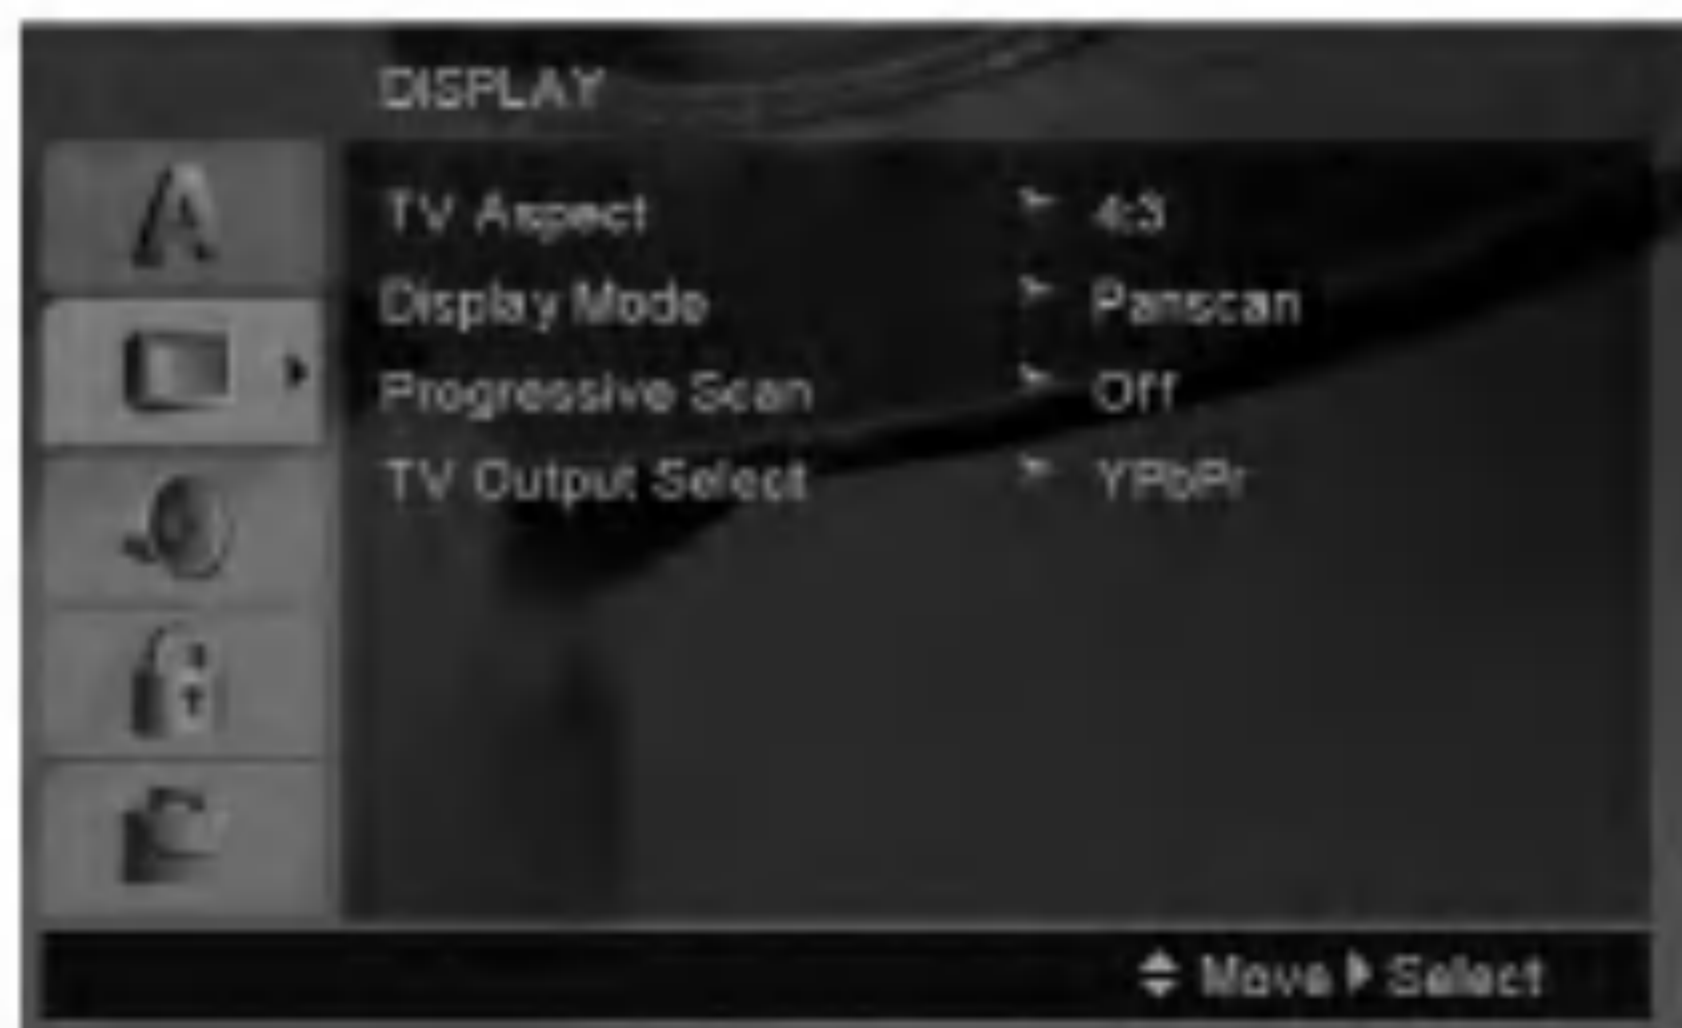 DISPLAY
TV Aspect 4:3
Display Mode Panscan
Progressive Scan Off
TV Output Select YPbPr
Move Select